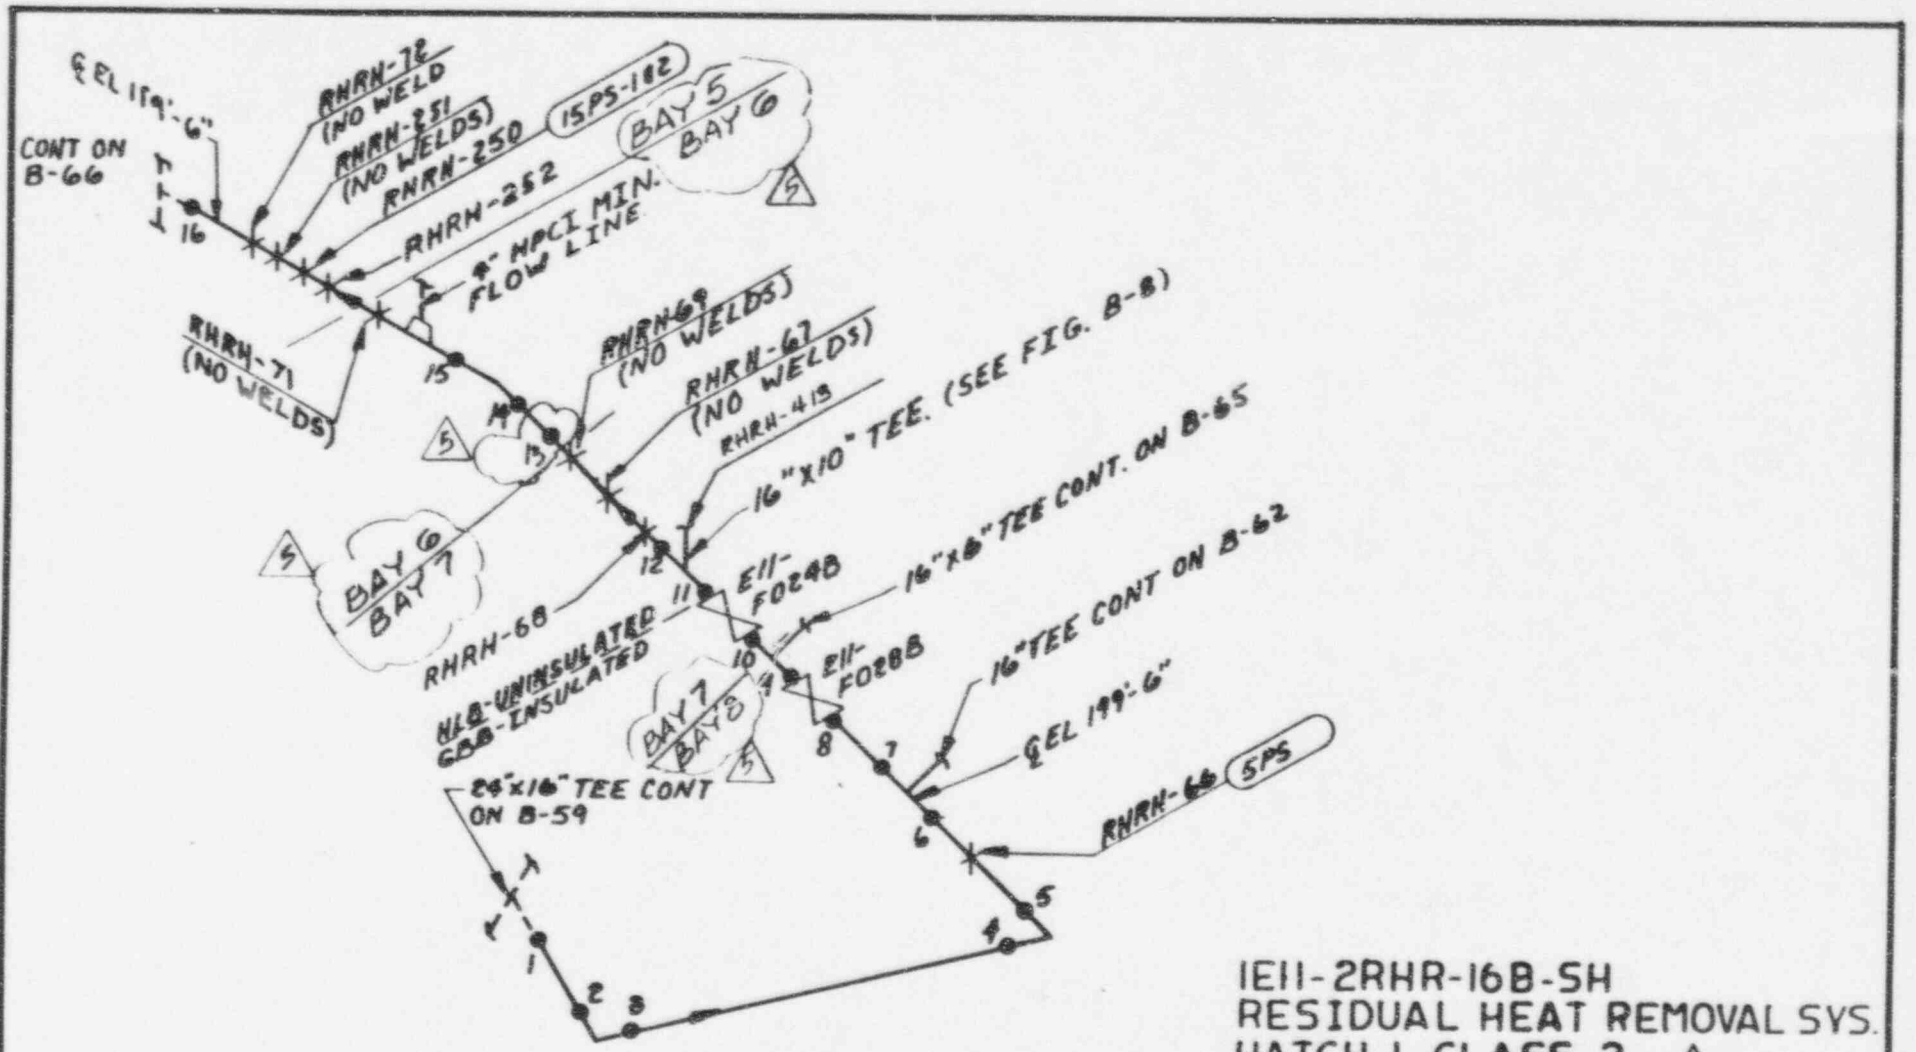 EL 199'-6"
CONT ON
B-66
RHRH-72
(NO WELD
RHRH-251
(NO WELDS)
RHRH-250
15PS-182
RHRH-252
BAY 5
BAY 6
5
4" HPCI MIN.
FLOW LINE
16
RHRH-71
(NO WELDS)
15
14
13
5
RHRH-69
(NO WELDS)
RHRH-67
(NO WELDS)
RHRH-413
16"X10" TEE. (SEE FIG. B-8)
16"X6" TEE CONT. ON B-65
16" TEE CONT ON B-62
5
BAY 6
BAY 7
12
11
E11-
F024B
RHRH-68
HLB-UNINSULATED
GBB-INSULATED
10
9
E11-
F028B
BAY 7
BAY 8
5
8
7
℄ EL 199'-6"
6
RHRH-66
5PS
24"X16" TEE CONT
ON B-59
5
4
1
2
3
1E11-2RHR-16B-SH
RESIDUAL HEAT REMOVAL SYS.
HATCH 1 CLASS 2